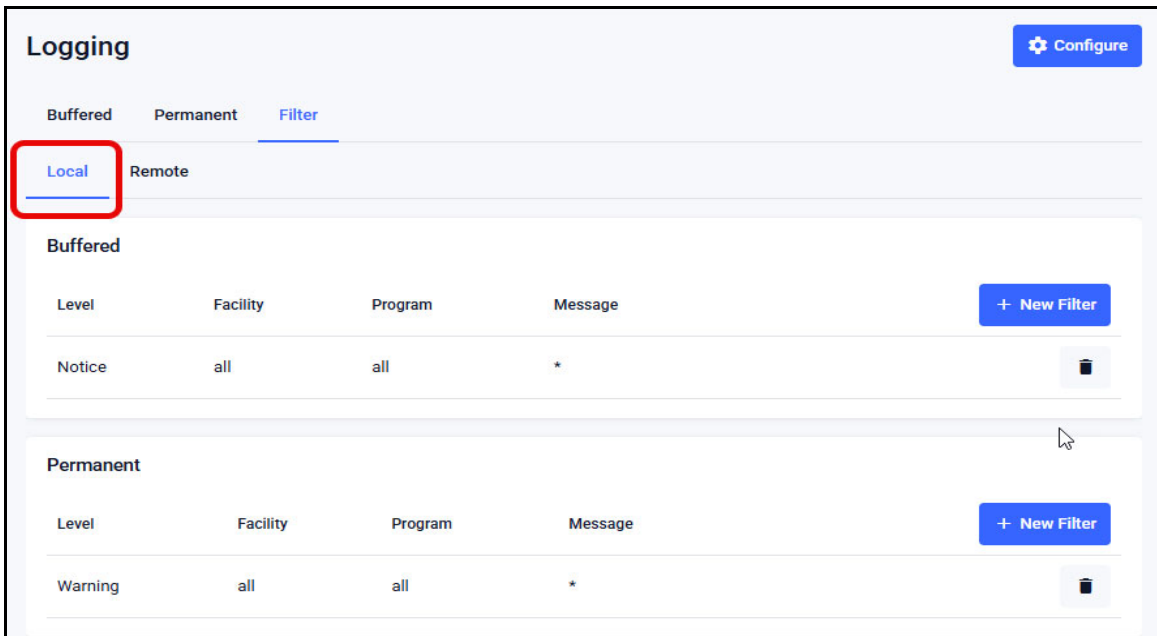 Logging
Configure
Buffered Permanent Filter
Local Remote
Buffered
Level Facility Program Message + New Filter
Notice all all *
Permanent
Level Facility Program Message + New Filter
Warning all all *